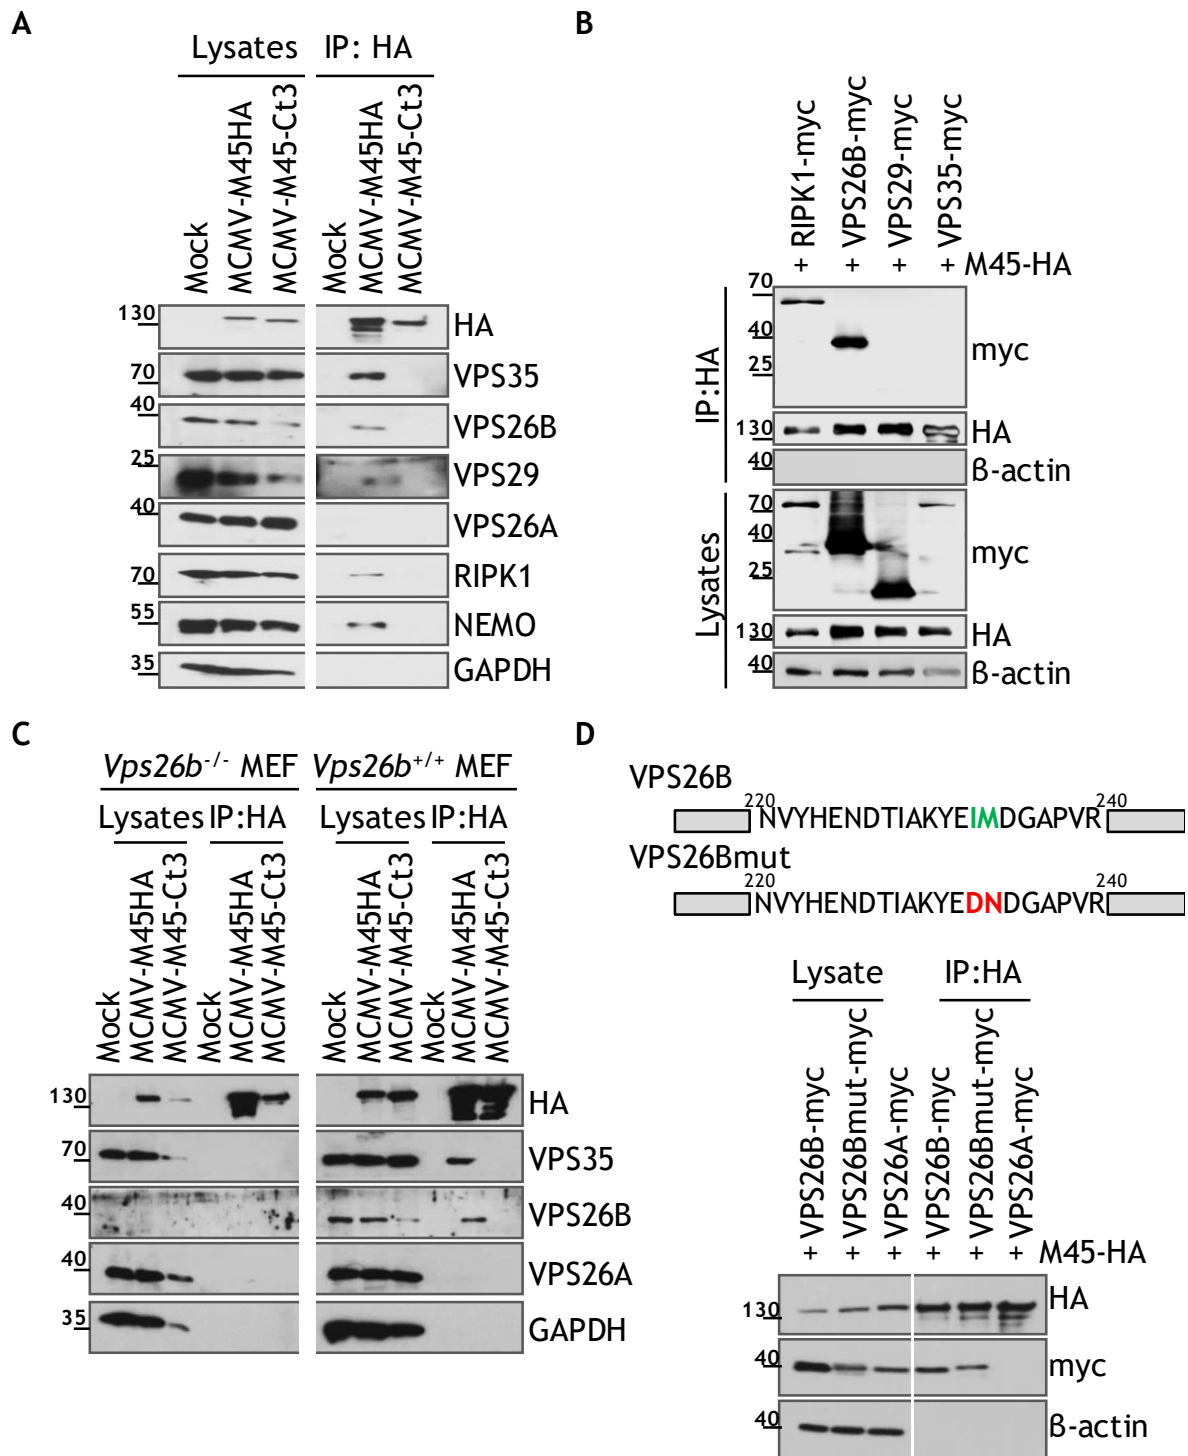 A
Lysates IP: HA
Mock
MCMV-M45HA
MCMV-M45-Ct3
Mock
MCMV-M45HA
MCMV-M45-Ct3
130 HA
70 VPS35
40 VPS26B
25 VPS29
40 VPS26A
70 RIPK1
55 NEMO
35 GAPDH
B
RIPK1-myc
VPS26B-myc
VPS29-myc
VPS35-myc
+ + + + M45-HA
IP:HA
70
40
25
myc
130 HA
40 ß-actin
Lysates
70
40
25
myc
130 HA
40 ß-actin
C
Vps26b-/- MEF Vps26b+/+ MEF
Lysates IP:HA Lysates IP:HA
Mock
MCMV-M45HA
MCMV-M45-Ct3
Mock
MCMV-M45HA
MCMV-M45-Ct3
Mock
MCMV-M45HA
MCMV-M45-Ct3
Mock
MCMV-M45HA
MCMV-M45-Ct3
130 HA
70 VPS35
40 VPS26B
40 VPS26A
35 GAPDH
D
VPS26B
220 240
NVYHENDTIAKYEIMDGAPVR
VPS26Bmut
220 240
NVYHENDTIAKYEDNDGAPVR
Lysate IP:HA
VPS26B-myc
VPS26Bmut-myc
VPS26A-myc
VPS26B-myc
VPS26Bmut-myc
VPS26A-myc
+ + + + + + M45-HA
130 HA
40 myc
40 ß-actin